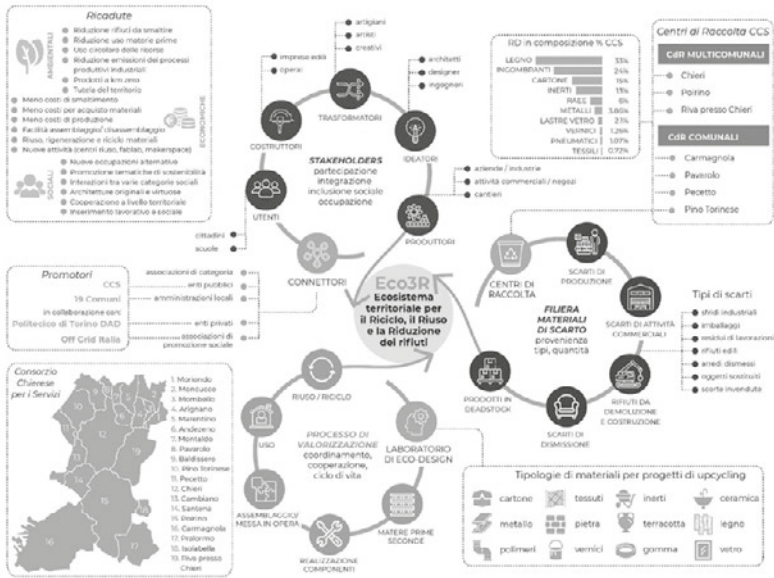 Ricadute
AMBIENTALI
Riduzione rifiuti da smaltire
Riduzione uso materie prime
Uso circolare delle risorse
Riduzione emissioni dei processi
produttivi industriali
Prodotti a km zero
Tutela del territorio
Meno costi di smaltimento
Meno costi per acquisto materiali
Meno costi di produzione
Facilità assemblaggio/disassemblaggio
Riuso, rigenerazione e riciclo materiali
Nuove attività (centri riuso, fablab, makerspace)
ECONOMICHE
SOCIALI
Nuove occupazioni alternative
Promozione tematiche di sostenibilità
Interazioni tra varie categorie sociali
Architetture originali e virtuose
Cooperazione a livello territoriale
Inserimento lavorativo e sociale
Promotori
CCS
enti pubblici
19 Comuni
amministrazioni locali
in collaborazione con:
Politecnico di Torino DAD
Off Grid Italia
associazioni di categoria
enti privati
associazioni di
promozione sociale
artigiani
artisti
creativi
imprese edili
operai
architetti
designer
ingegneri
TRASFORMATORI
COSTRUTTORI
IDEATORI
STAKEHOLDERS
partecipazione
integrazione
inclusione sociale
occupazione
UTENTI
PRODUTTORI
aziende / industrie
attività commerciali / negozi
cantieri
cittadini
scuole
CONNETTORI
Eco3R
Ecosistema
territoriale per
il Riciclo, il Riuso
e la Riduzione
dei rifiuti
RD in composizione % CCS
LEGNO 33%
INGOMBRANTI 24%
CARTONE 15%
INERTI 13%
RAEE 6%
METALLI 3.80%
LASTRE VETRO 2.1%
VERNICI 1.26%
PNEUMATICI 1.07%
TESSILI 0.72%
Centri di Raccolta CCS
CdR MULTICOMUNALI
Chieri
Poirino
Riva presso Chieri
CdR COMUNALI
Carmagnola
Pavarolo
Pecetto
Pino Torinese
CENTRI DI
RACCOLTA
SCARTI DI
PRODUZIONE
SCARTI DI ATTIVITÀ
COMMERCIALI
FILIERA
MATERIALI
DI SCARTO
provenienza
tipi, quantità
PRODOTTI IN
DEADSTOCK
SCARTI DI
DISMISSIONE
RIFIUTI DA
DEMOLIZIONE
E COSTRUZIONE
Tipi di scarti
sfridi industriali
imballaggi
residui di lavorazioni
rifiuti edili
arredi dismessi
oggetti sostituiti
scorte invendute
Consorzio
Chierese
per i Servizi
1. Moriondo
2. Moncucco
3. Mombello
4. Arignano
5. Marentino
6. Andezeno
7. Montaldo
8. Pavarolo
9. Baldissero
10. Pino Torinese
11. Pecetto
12. Chieri
13. Cambiano
14. Santena
15. Poirino
16. Carmagnola
17. Pralormo
18. Isolabella
19. Riva presso
Chieri
RIUSO / RICICLO
USO
PROCESSO DI
VALORIZZAZIONE
coordinamento,
cooperazione,
ciclo di vita
LABORATORIO
DI ECO-DESIGN
ASSEMBLAGGIO/
MESSA IN OPERA
REALIZZAZIONE
COMPONENTI
MATERE PRIME
SECONDE
Tipologie di materiali per progetti di upcycling
cartone tessuti inerti ceramica
metallo pietra terracotta legno
polimeri vernici gomma vetro